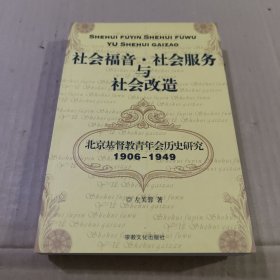 SHEHUI FUYIN SHEHUI FUWU
YU SHEHUI GAIZAO
社会福音·社会服务
与
社会改造
北京基督教青年会历史研究
1906-1949
左芙蓉 著
宗教文化出版社